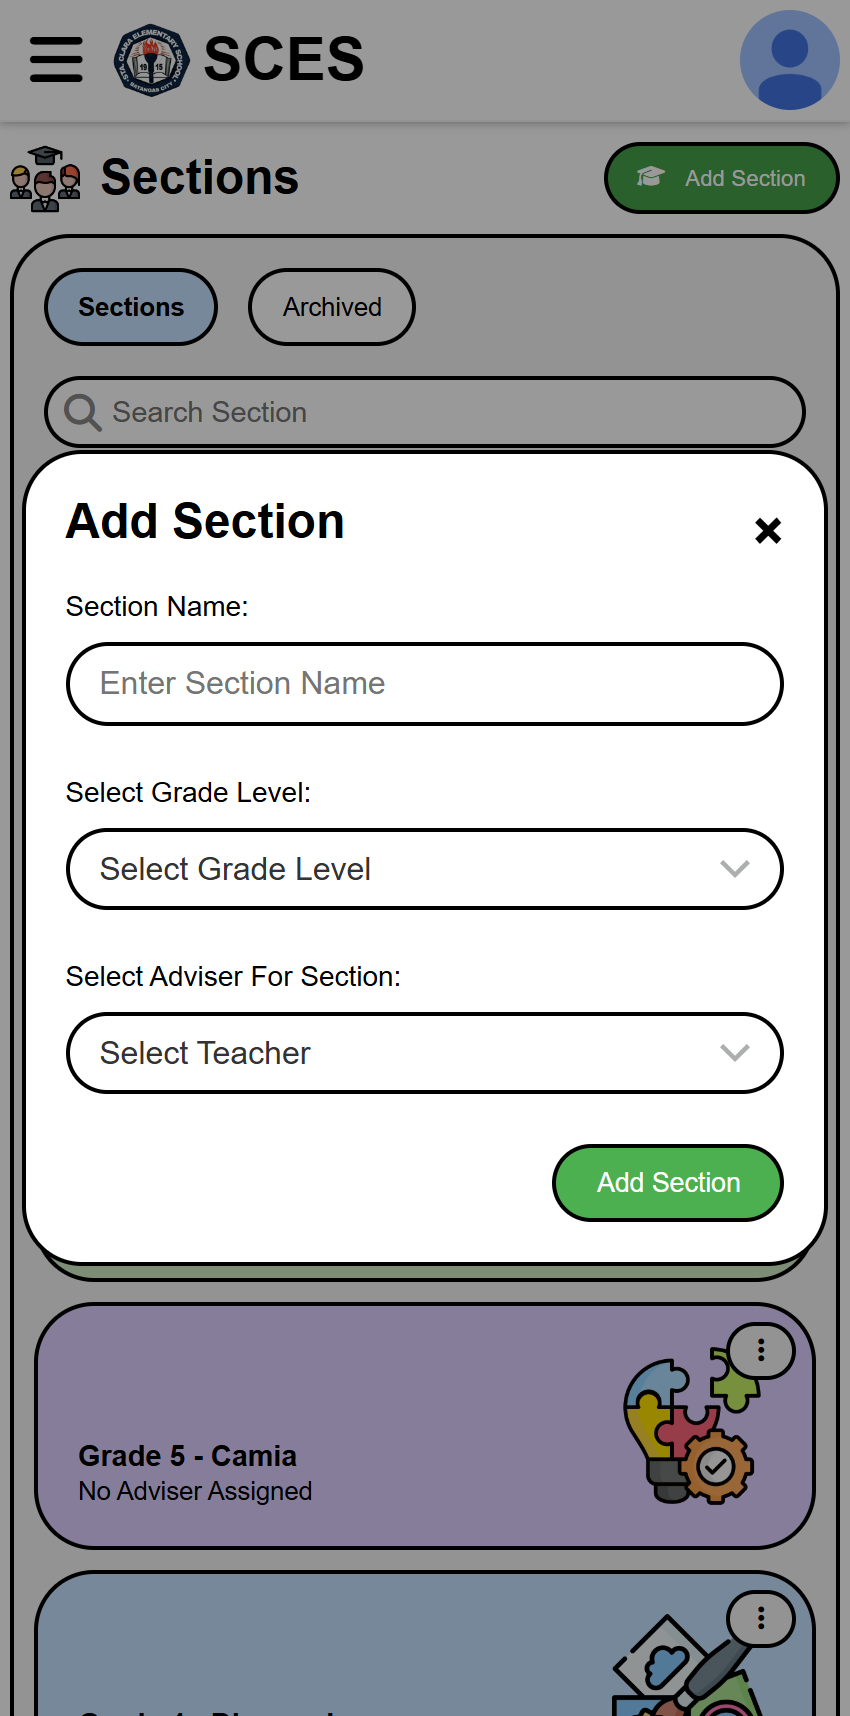 STA. CLARA ELEMENTARY SCHOOL
19 15
BATANGAS CITY
SCES
Sections
Add Section
Sections
Archived
Search Section
Add Section
Section Name:
Enter Section Name
Select Grade Level:
Select Grade Level
Select Adviser For Section:
Select Teacher
Add Section
Grade 5 - Camia
No Adviser Assigned